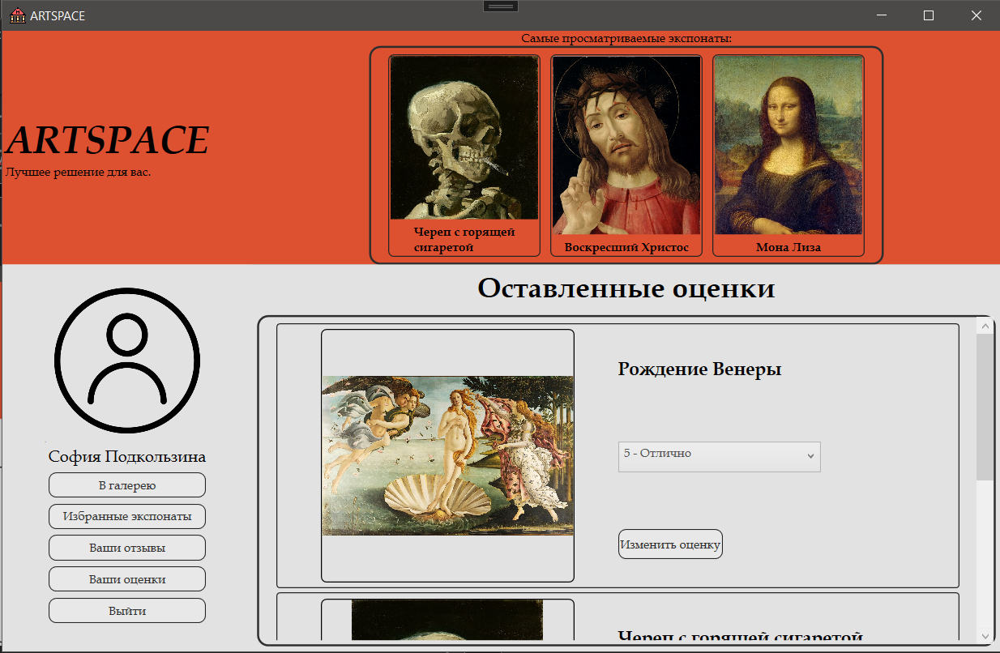 ARTSPACE
Самые просматриваемые экспонаты:
ARTSPACE
Лучшее решение для вас.
Череп с горящей
сигаретой
Воскресший Христос
Мона Лиза
Оставленные оценки
София Подкользина
В галерею
Избранные экспонаты
Ваши отзывы
Ваши оценки
Выйти
Рождение Венеры
5 - Отлично
Изменить оценку
Череп с горящей сигаретой